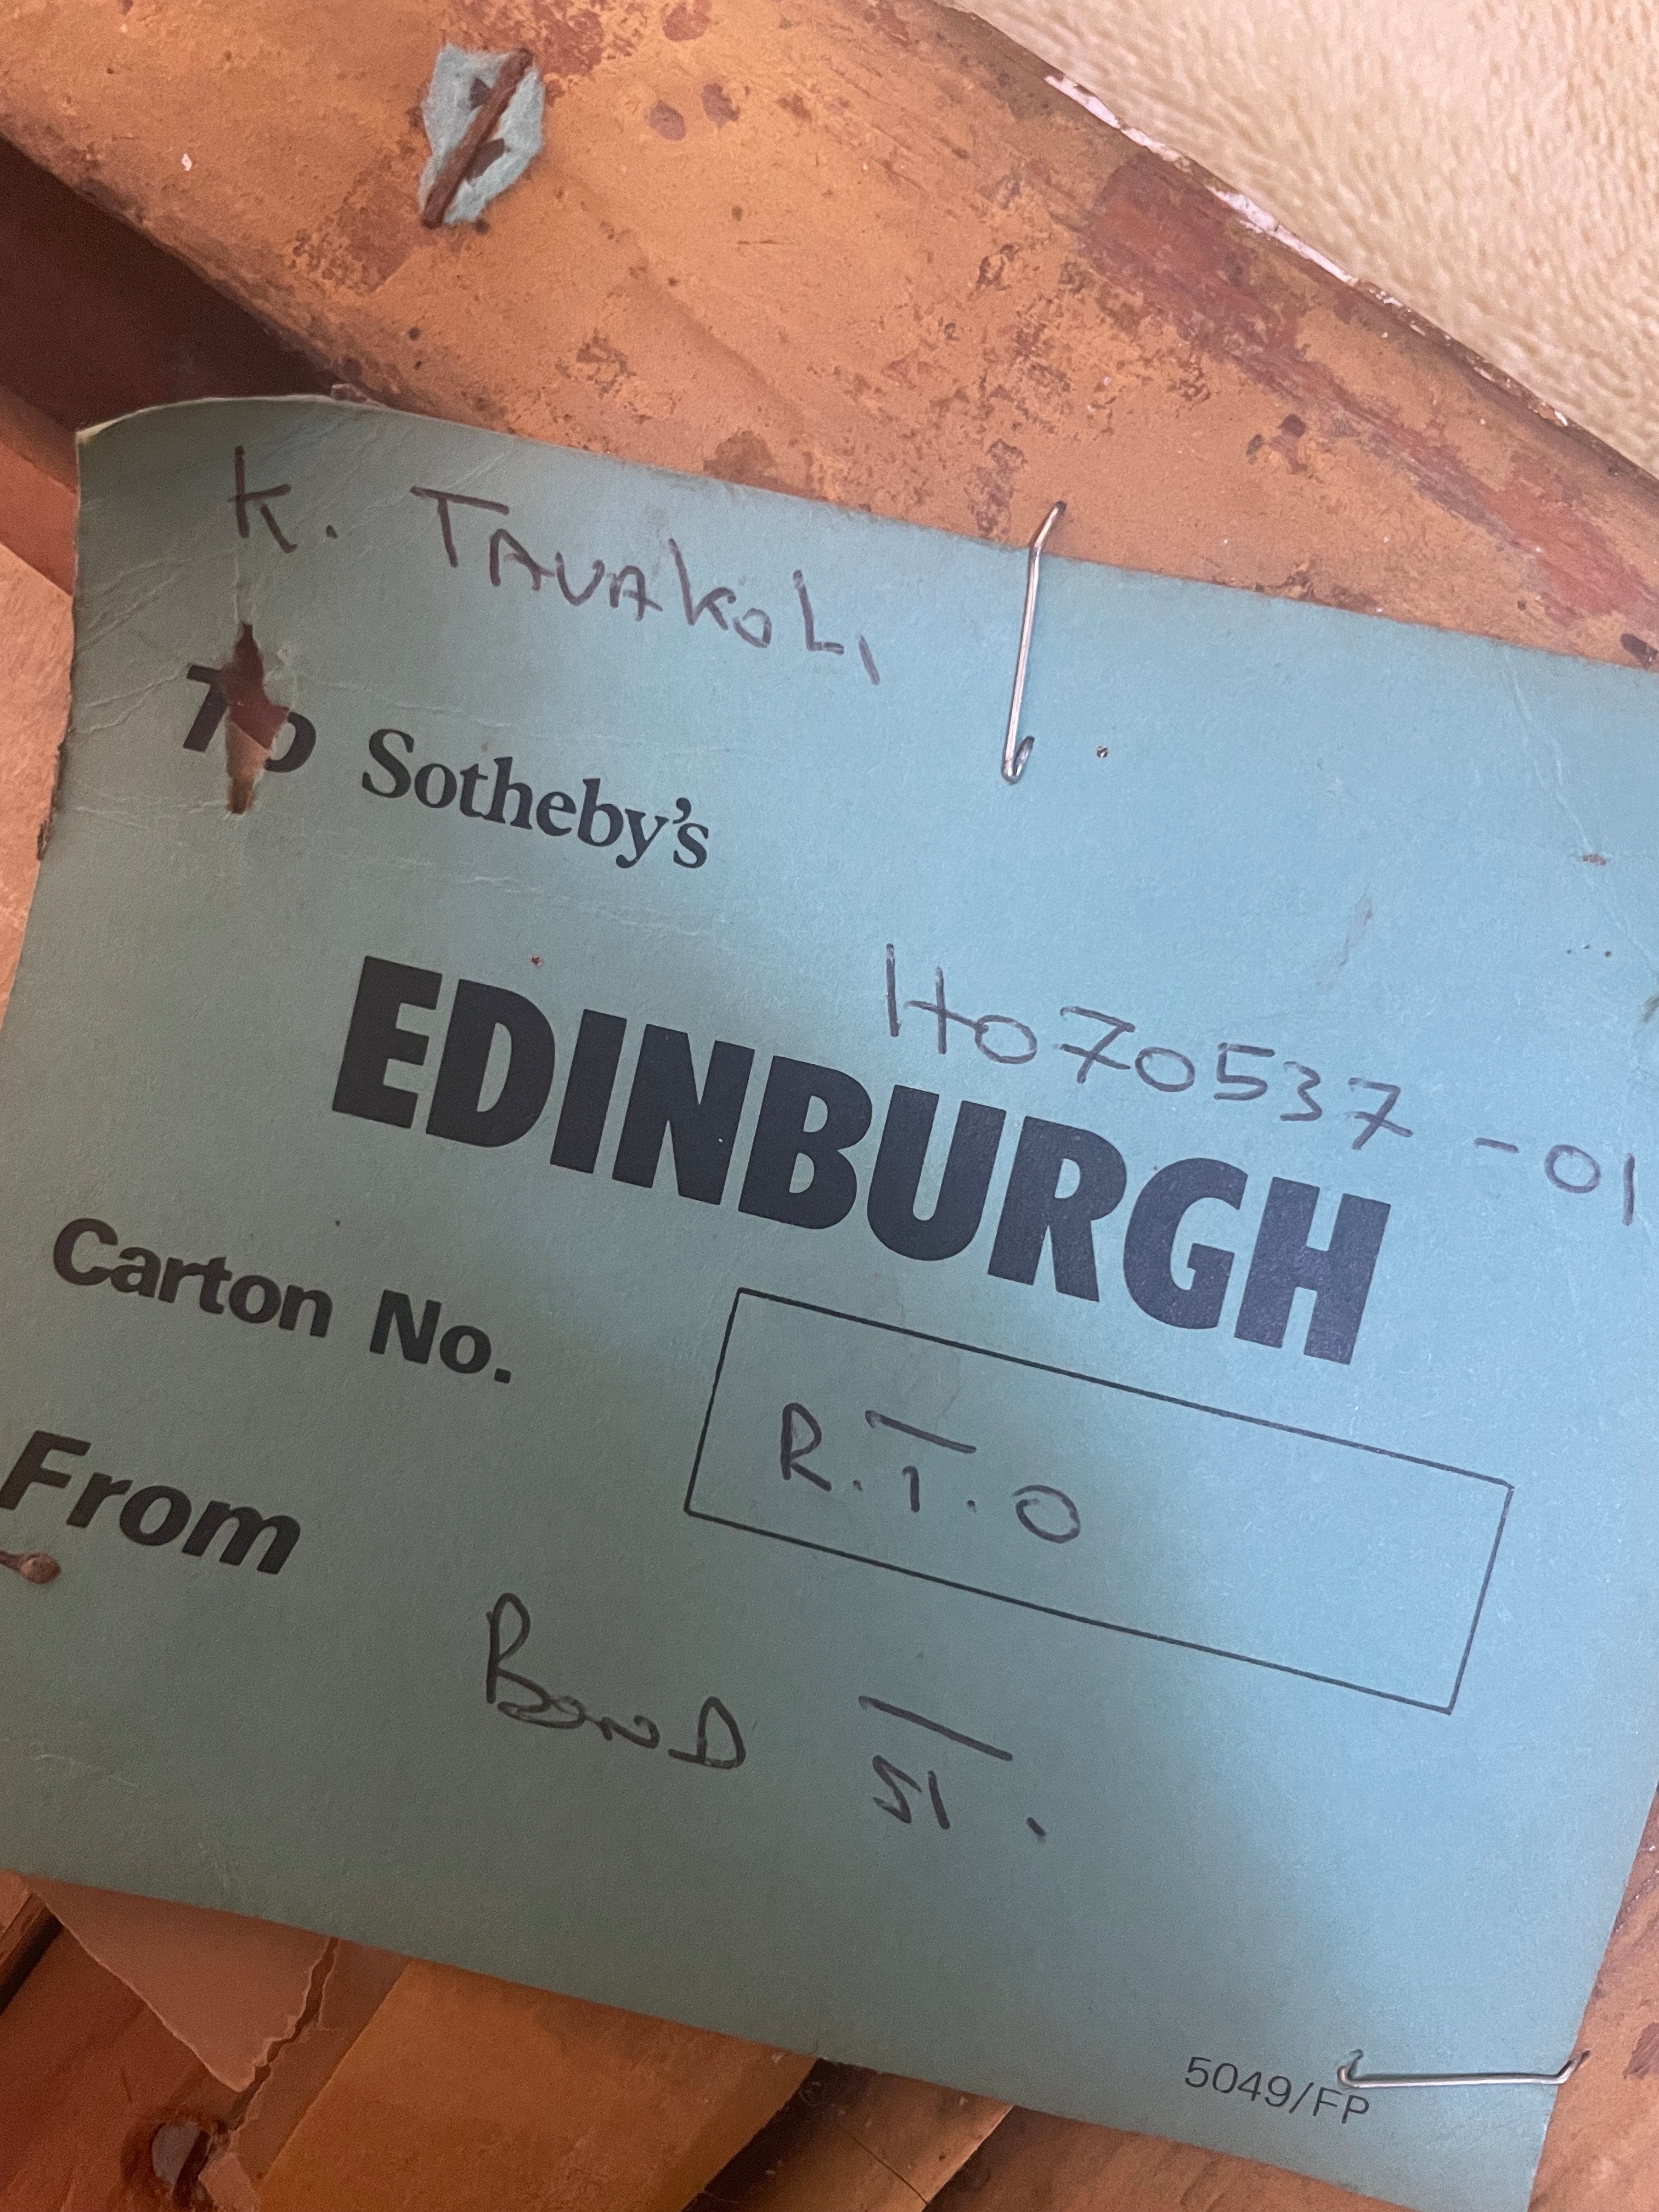 K. TAVAKOLI
To Sotheby's
H070537-01
EDINBURGH
Carton No. R.T.O
From
BOND ST.
5049/FP